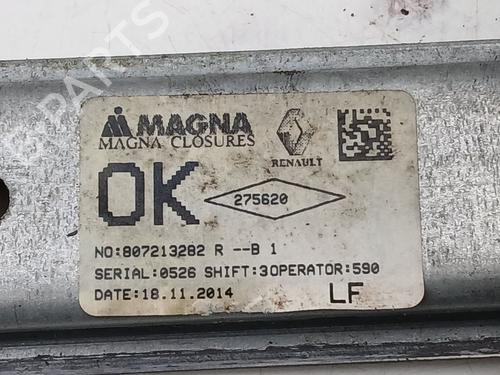 MAGNA
MAGNA CLOSURES
RENAULT
OK
275620
NO:807213282 R --B 1
SERIAL:0526 SHIFT:3OPERATOR:590
DATE:18.11.2014
LF